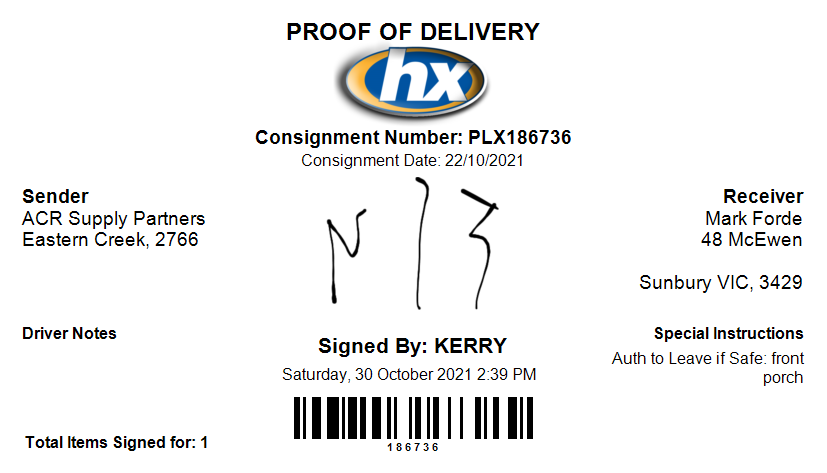 PROOF OF DELIVERY
hx
Consignment Number: PLX186736
Consignment Date: 22/10/2021
Sender
ACR Supply Partners
Eastern Creek, 2766
Receiver
Mark Forde
48 McEwen
Sunbury VIC, 3429
Driver Notes
Signed By: KERRY
Saturday, 30 October 2021 2:39 PM
Special Instructions
Auth to Leave if Safe: front
porch
Total Items Signed for: 1
186736